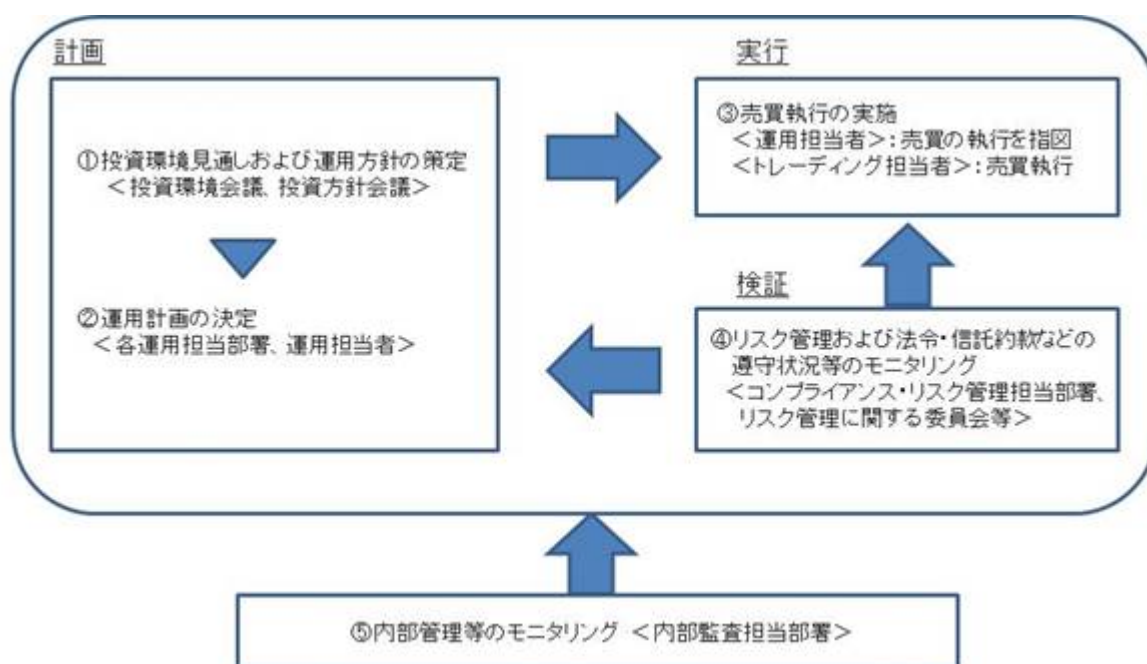 計画
①投資環境見通しおよび運用方針の策定
＜投資環境会議、投資方針会議＞
②運用計画の決定
＜各運用担当部署、運用担当者＞
実行
③売買執行の実施
＜運用担当者＞：売買の執行を指図
＜トレーディング担当者＞：売買執行
検証
④リスク管理および法令・信託約款などの
遵守状況等のモニタリング
＜コンプライアンス・リスク管理担当部署、
リスク管理に関する委員会等＞
⑤内部管理等のモニタリング ＜内部監査担当部署＞